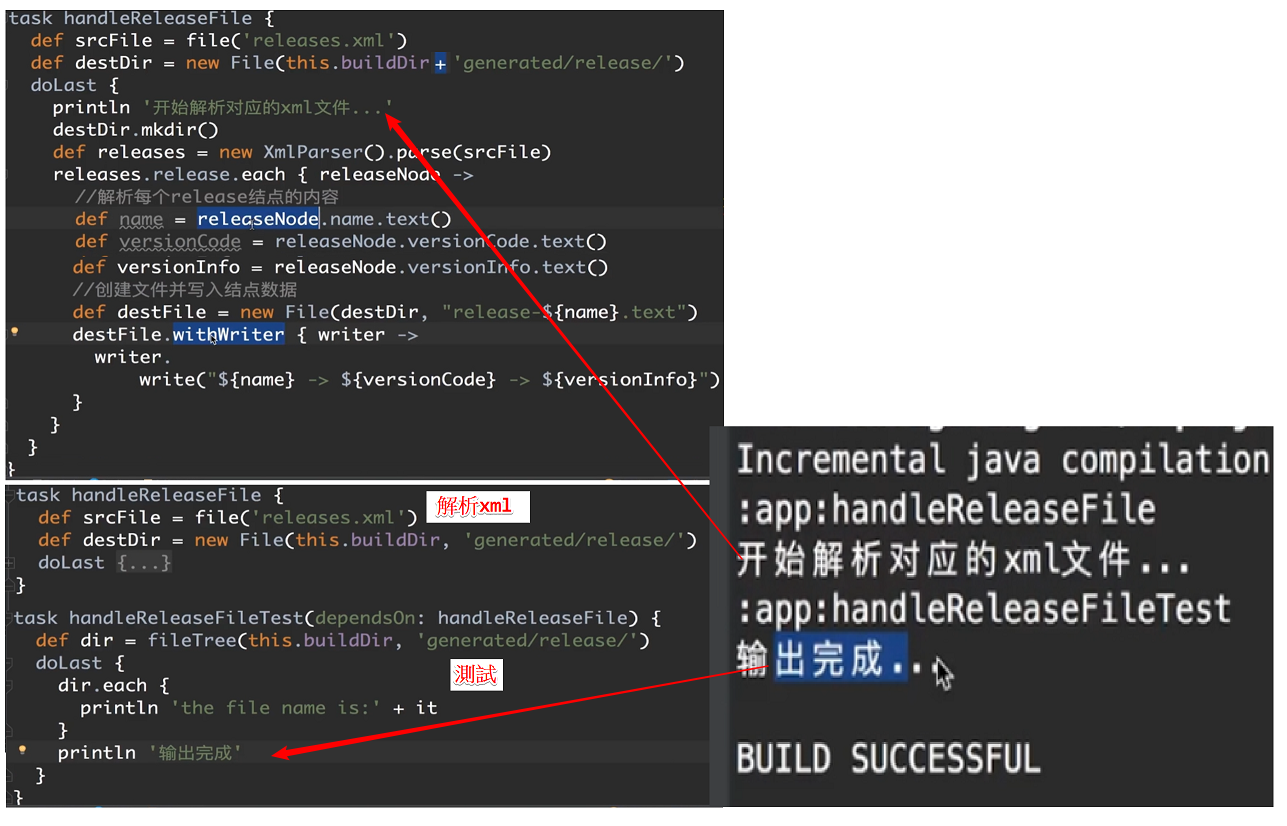 task handleReleaseFile {
def srcFile = file('releases.xml')
def destDir = new File(this.buildDir + 'generated/release/')
doLast {
println '开始解析对应的xml文件...'
destDir.mkdir()
def releases = new XmlParser().parse(srcFile)
releases.release.each { releaseNode ->
//解析每个release结点的内容
def name = releaseNode.name.text()
def versionCode = releaseNode.versionCode.text()
def versionInfo = releaseNode.versionInfo.text()
//创建文件并写入结点数据
def destFile = new File(destDir, "release-${name}.text")
destFile.withWriter { writer ->
writer.
write("${name} -> ${versionCode} -> ${versionInfo}")
}
}
}
}
task handleReleaseFile {
解析xml
def srcFile = file('releases.xml')
def destDir = new File(this.buildDir, 'generated/release/')
doLast {...}
}
task handleReleaseFileTest(dependsOn: handleReleaseFile) {
def dir = fileTree(this.buildDir, 'generated/release/')
doLast {
測試
dir.each {
println 'the file name is:' + it
}
println '输出完成'
}
}
Incremental java compilation
:app:handleReleaseFile
开始解析对应的xml文件...
:app:handleReleaseFileTest
输出完成...
BUILD SUCCESSFUL